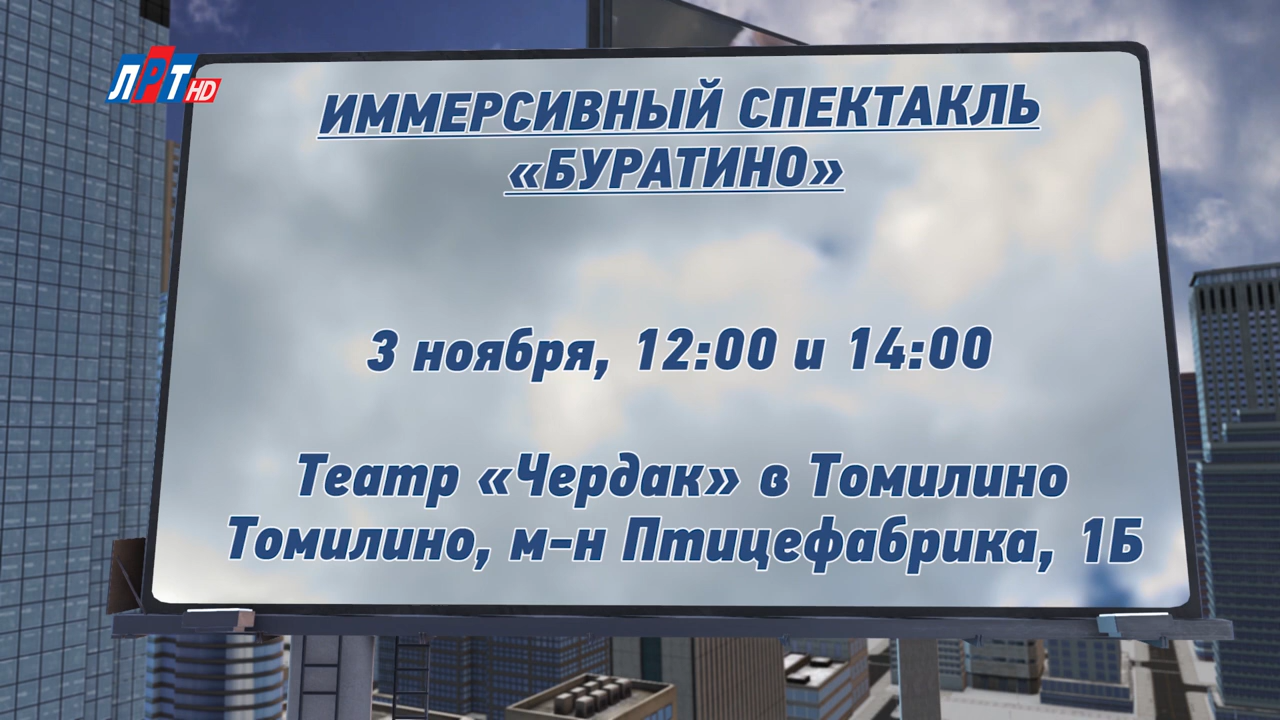 ЛРТ HD
ИММЕРСИВНЫЙ СПЕКТАКЛЬ
«БУРАТИНО»
3 ноября, 12:00 и 14:00
Театр «Чердак» в Томилино
Томилино, м-н Птицефабрика, 1Б